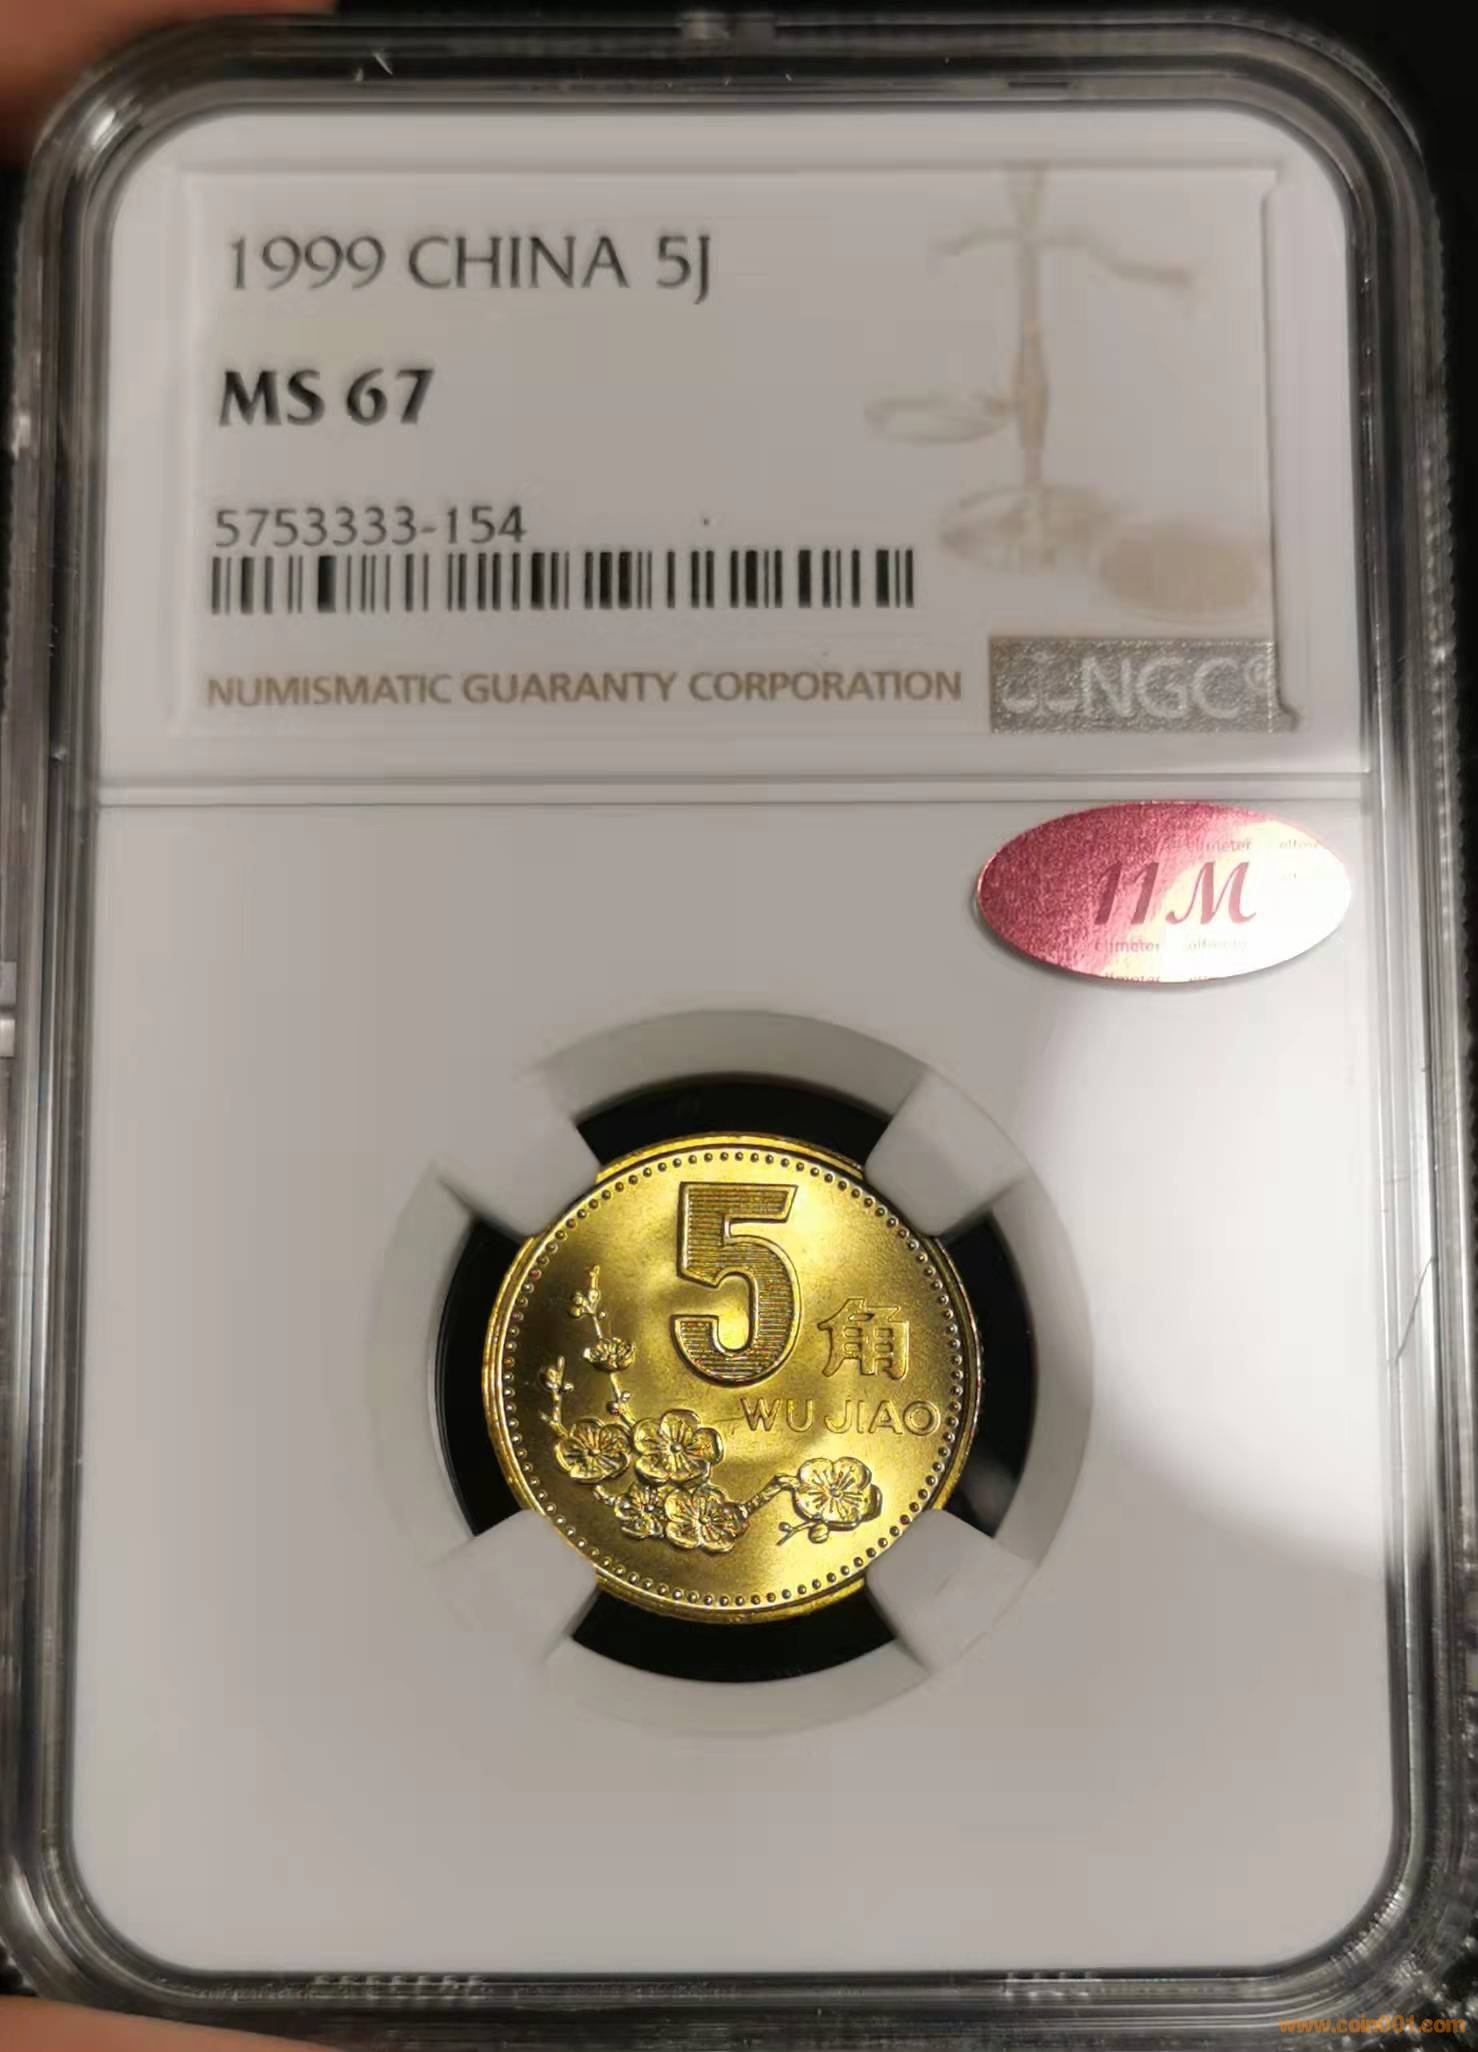 1999 CHINA 5J
MS 67
5753333-154
NUMISMATIC GUARANTY CORPORATION
NGC
11M
5角
WU JIAO
www.coin001.com